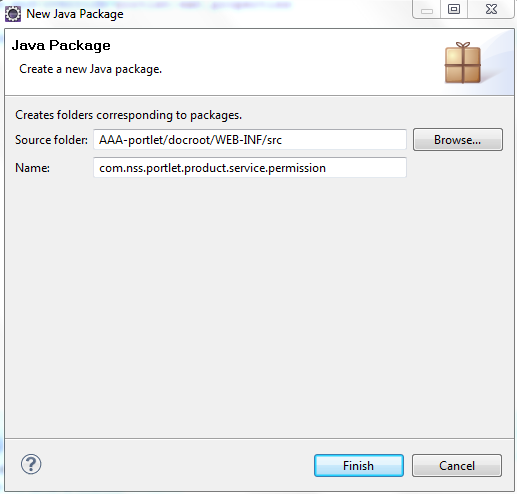 New Java Package
Java Package
Create a new Java package.
Creates folders corresponding to packages.
Source folder: AAA-portlet/docroot/WEB-INF/src Browse...
Name: com.nss.portlet.product.service.permission
? Finish Cancel